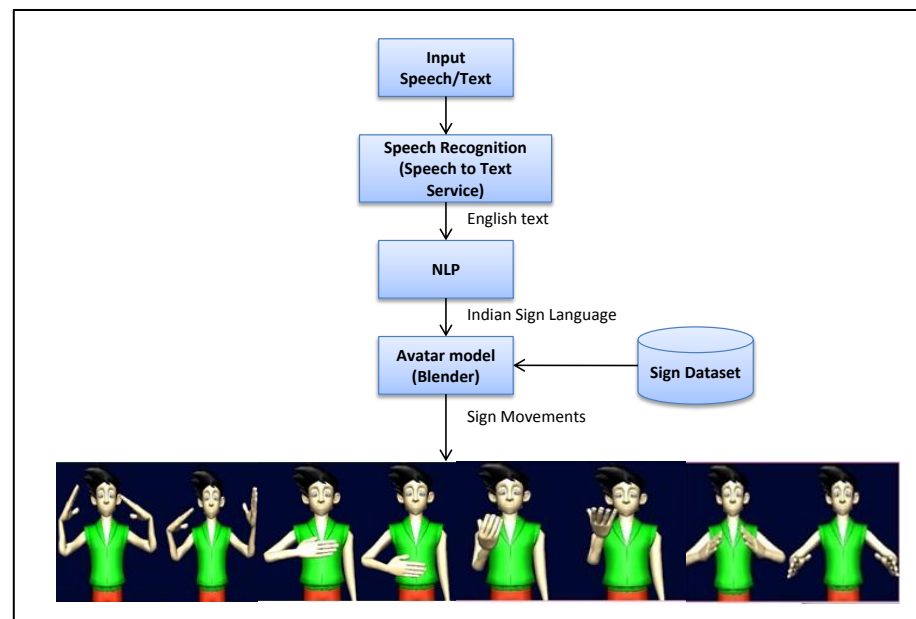 Input
Speech/Text
Speech Recognition
(Speech to Text
Service)
English text
NLP
Indian Sign Language
Avatar model
(Blender)
Sign Dataset
Sign Movements